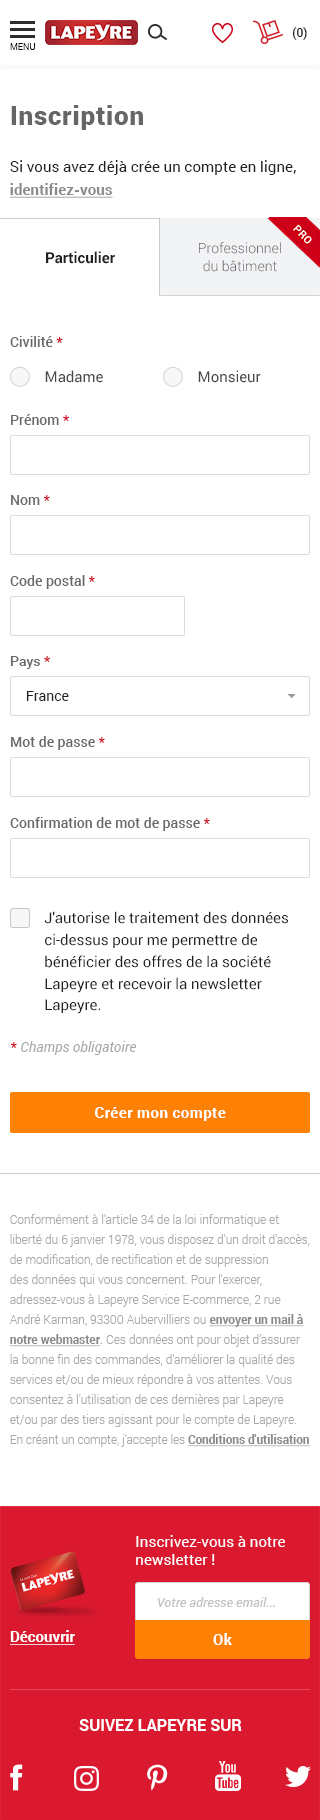 MENU
LAPEYRE
(0)
Inscription
Si vous avez déjà crée un compte en ligne,
identifiez-vous
Particulier
Professionnel
du bâtiment
PRO
Civilité *
Madame
Monsieur
Prénom *
Nom *
Code postal *
Pays *
France
Mot de passe *
Confirmation de mot de passe *
J'autorise le traitement des données
ci-dessus pour me permettre de
bénéficier des offres de la société
Lapeyre et recevoir la newsletter
Lapeyre.
* Champs obligatoire
Créer mon compte
Conformément à l'article 34 de la loi informatique et
liberté du 6 janvier 1978, vous disposez d'un droit d'accès,
de modification, de rectification et de suppression
des données qui vous concernent. Pour l'exercer,
adressez-vous à Lapeyre Service E-commerce, 2 rue
André Karman, 93300 Aubervilliers ou envoyer un mail à
notre webmaster. Ces données ont pour objet d'assurer
la bonne fin des commandes, d'améliorer la qualité des
services et/ou de mieux répondre à vos attentes. Vous
consentez à l'utilisation de ces dernières par Lapeyre
et/ou par des tiers agissant pour le compte de Lapeyre.
En créant un compte, j'accepte les Conditions d'utilisation
LAPEYRE
Découvrir
Inscrivez-vous à notre
newsletter !
Votre adresse email...
Ok
SUIVEZ LAPEYRE SUR
You
Tube